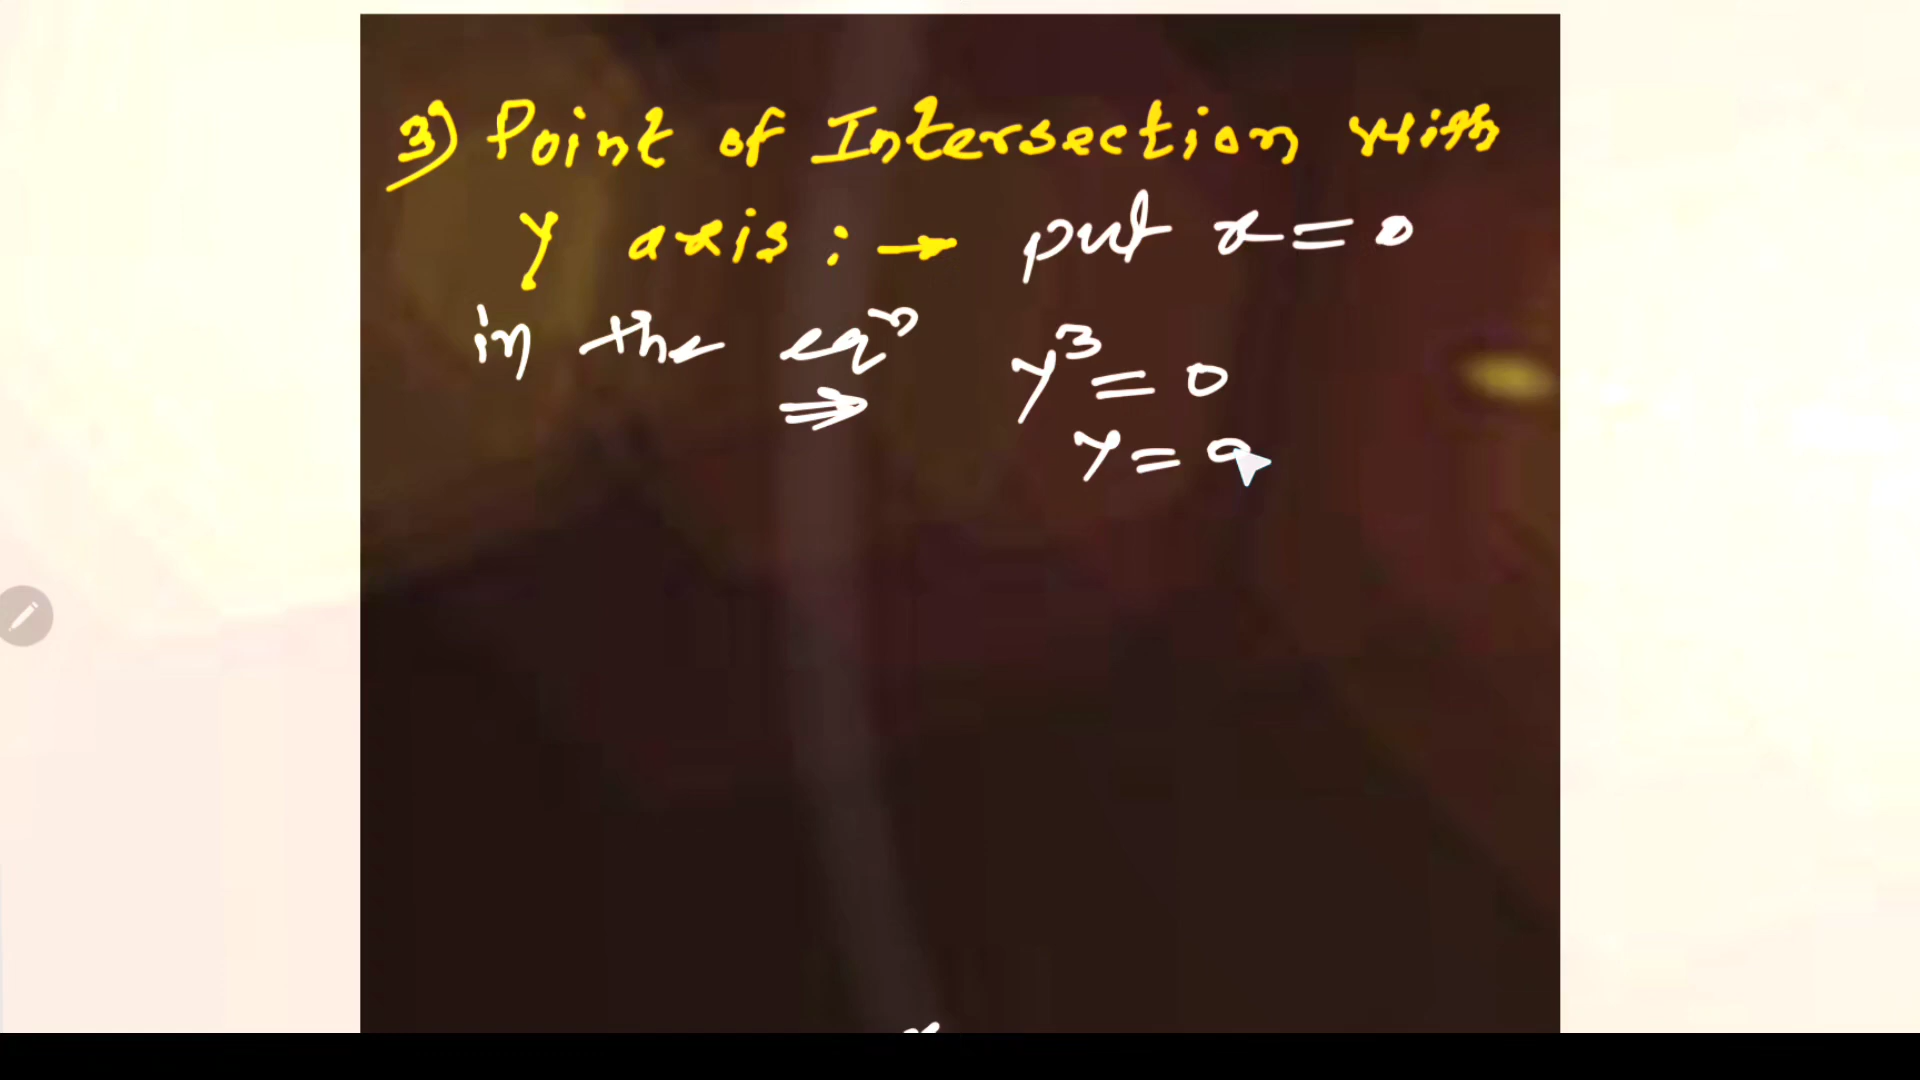 3) Point of Intersection with
Y axis : → put x = 0
in the eqⁿ y³ = 0
⇒ y = 0